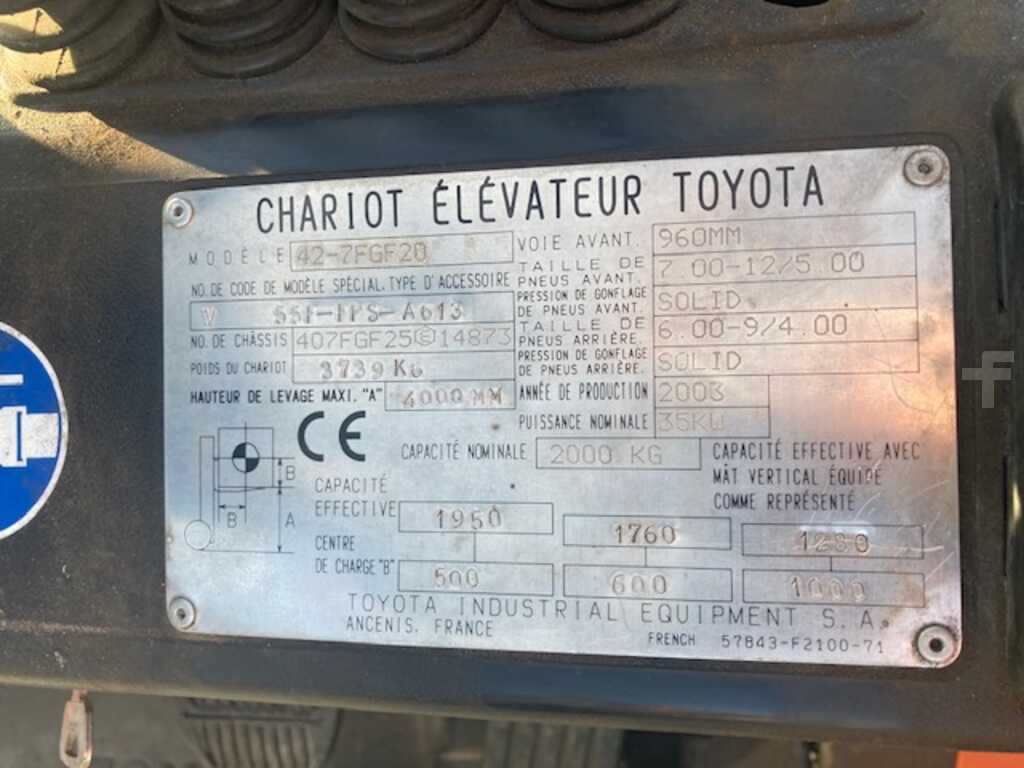 CHARIOT ÉLÉVATEUR TOYOTA
MODÈLE 42-7FGF20
NO. DE CODE DE MODÈLE SPÉCIAL. TYPE D'ACCESSOIRE
V
NO. DE CHÂSSIS 407FGF25©14873
POIDS DU CHARIOT 3739 KG
HAUTEUR DE LEVAGE MAXI. "A" 4000 MM
VOIE AVANT. 960MM
TAILLE DE PNEUS AVANT. 7.00-12/5.00
PRESSION DE GONFLAGE DE PNEUS AVANT. SOLID
TAILLE DE PNEUS ARRIÈRE. 6.00-9/4.00
PRESSION DE GONFLAGE DE PNEUS ARRIÈRE. SOLID
ANNÉE DE PRODUCTION 2003
PUISSANCE NOMINALE 35KW
CE
CAPACITÉ NOMINALE 2000 KG
CAPACITÉ EFFECTIVE AVEC
MÂT VERTICAL ÉQUIPÉ
COMME REPRÉSENTÉ
B
B
A
CAPACITÉ
EFFECTIVE 1950 1760 1280
CENTRE
DE CHARGE "B" 500 600 1000
TOYOTA INDUSTRIAL EQUIPMENT S.A.
ANCENIS. FRANCE
FRENCH 57843-F2100-71
f